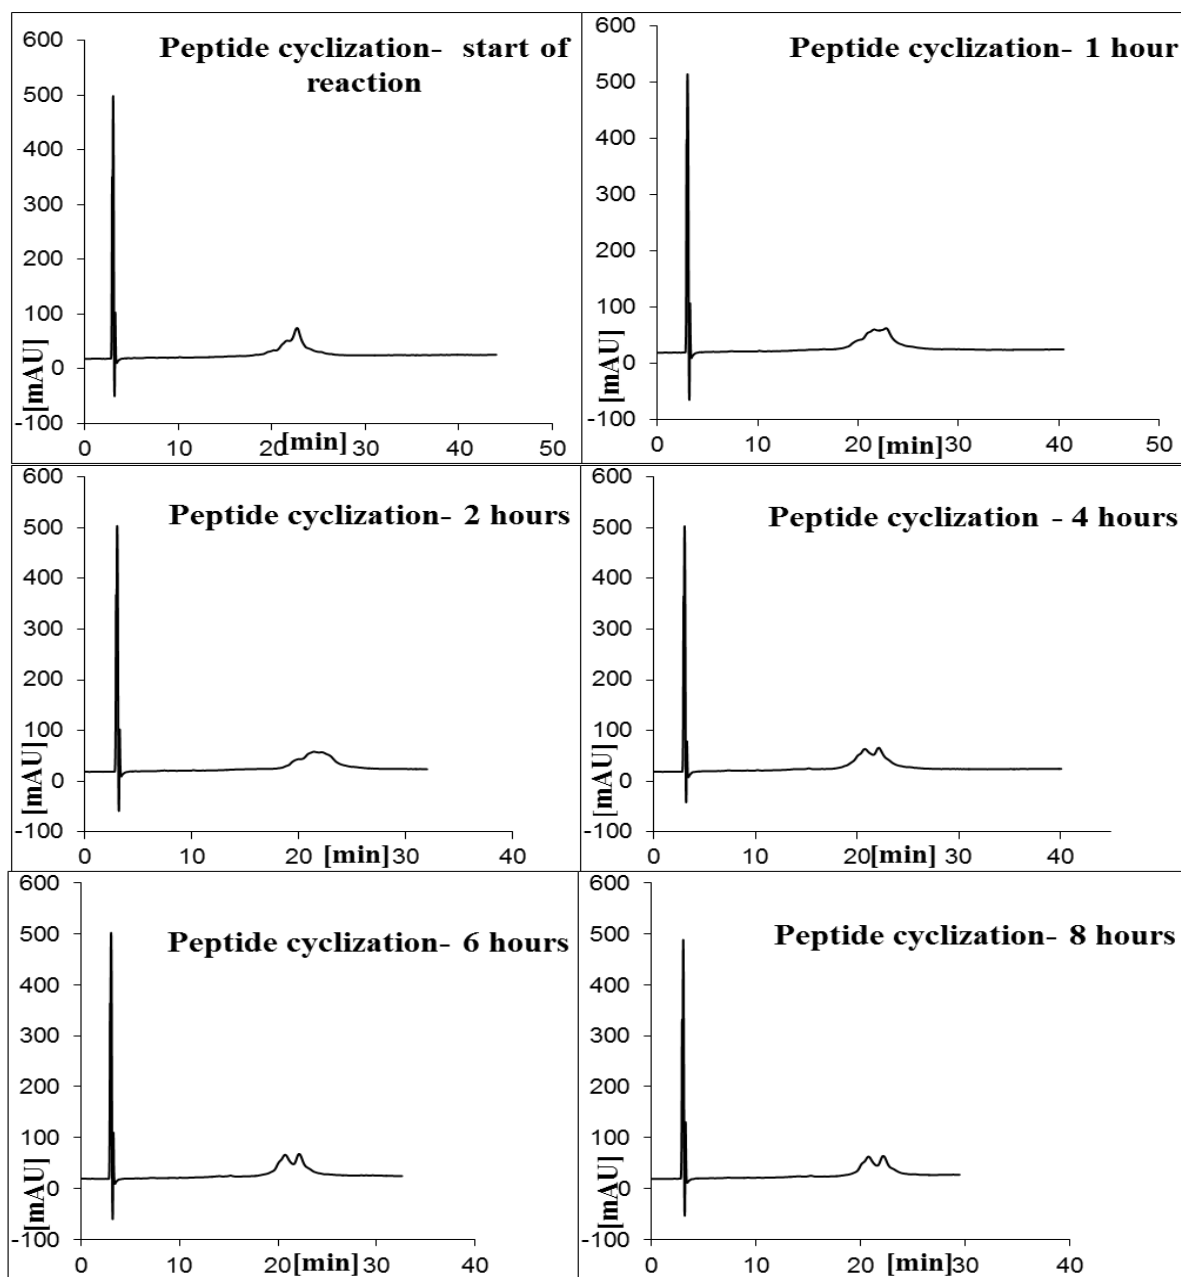 Peptide cyclization- start of
reaction
600
500
400
300
200
100
0
-100
[mAU]
0 10 20 [min] 30 40 50
Peptide cyclization- 1 hour
600
500
400
300
200
100
0
-100
[mAU]
0 10 20 [min] 30 40 50
Peptide cyclization- 2 hours
600
500
400
300
200
100
0
-100
[mAU]
0 10 20 [min] 30 40
Peptide cyclization - 4 hours
600
500
400
300
200
100
0
-100
[mAU]
0 10 20 [min] 30 40
Peptide cyclization- 6 hours
600
500
400
300
200
100
0
-100
[mAU]
0 10 20 [min] 30 40
Peptide cyclization- 8 hours
600
500
400
300
200
100
0
-100
[mAU]
0 10 20 [min] 30 40